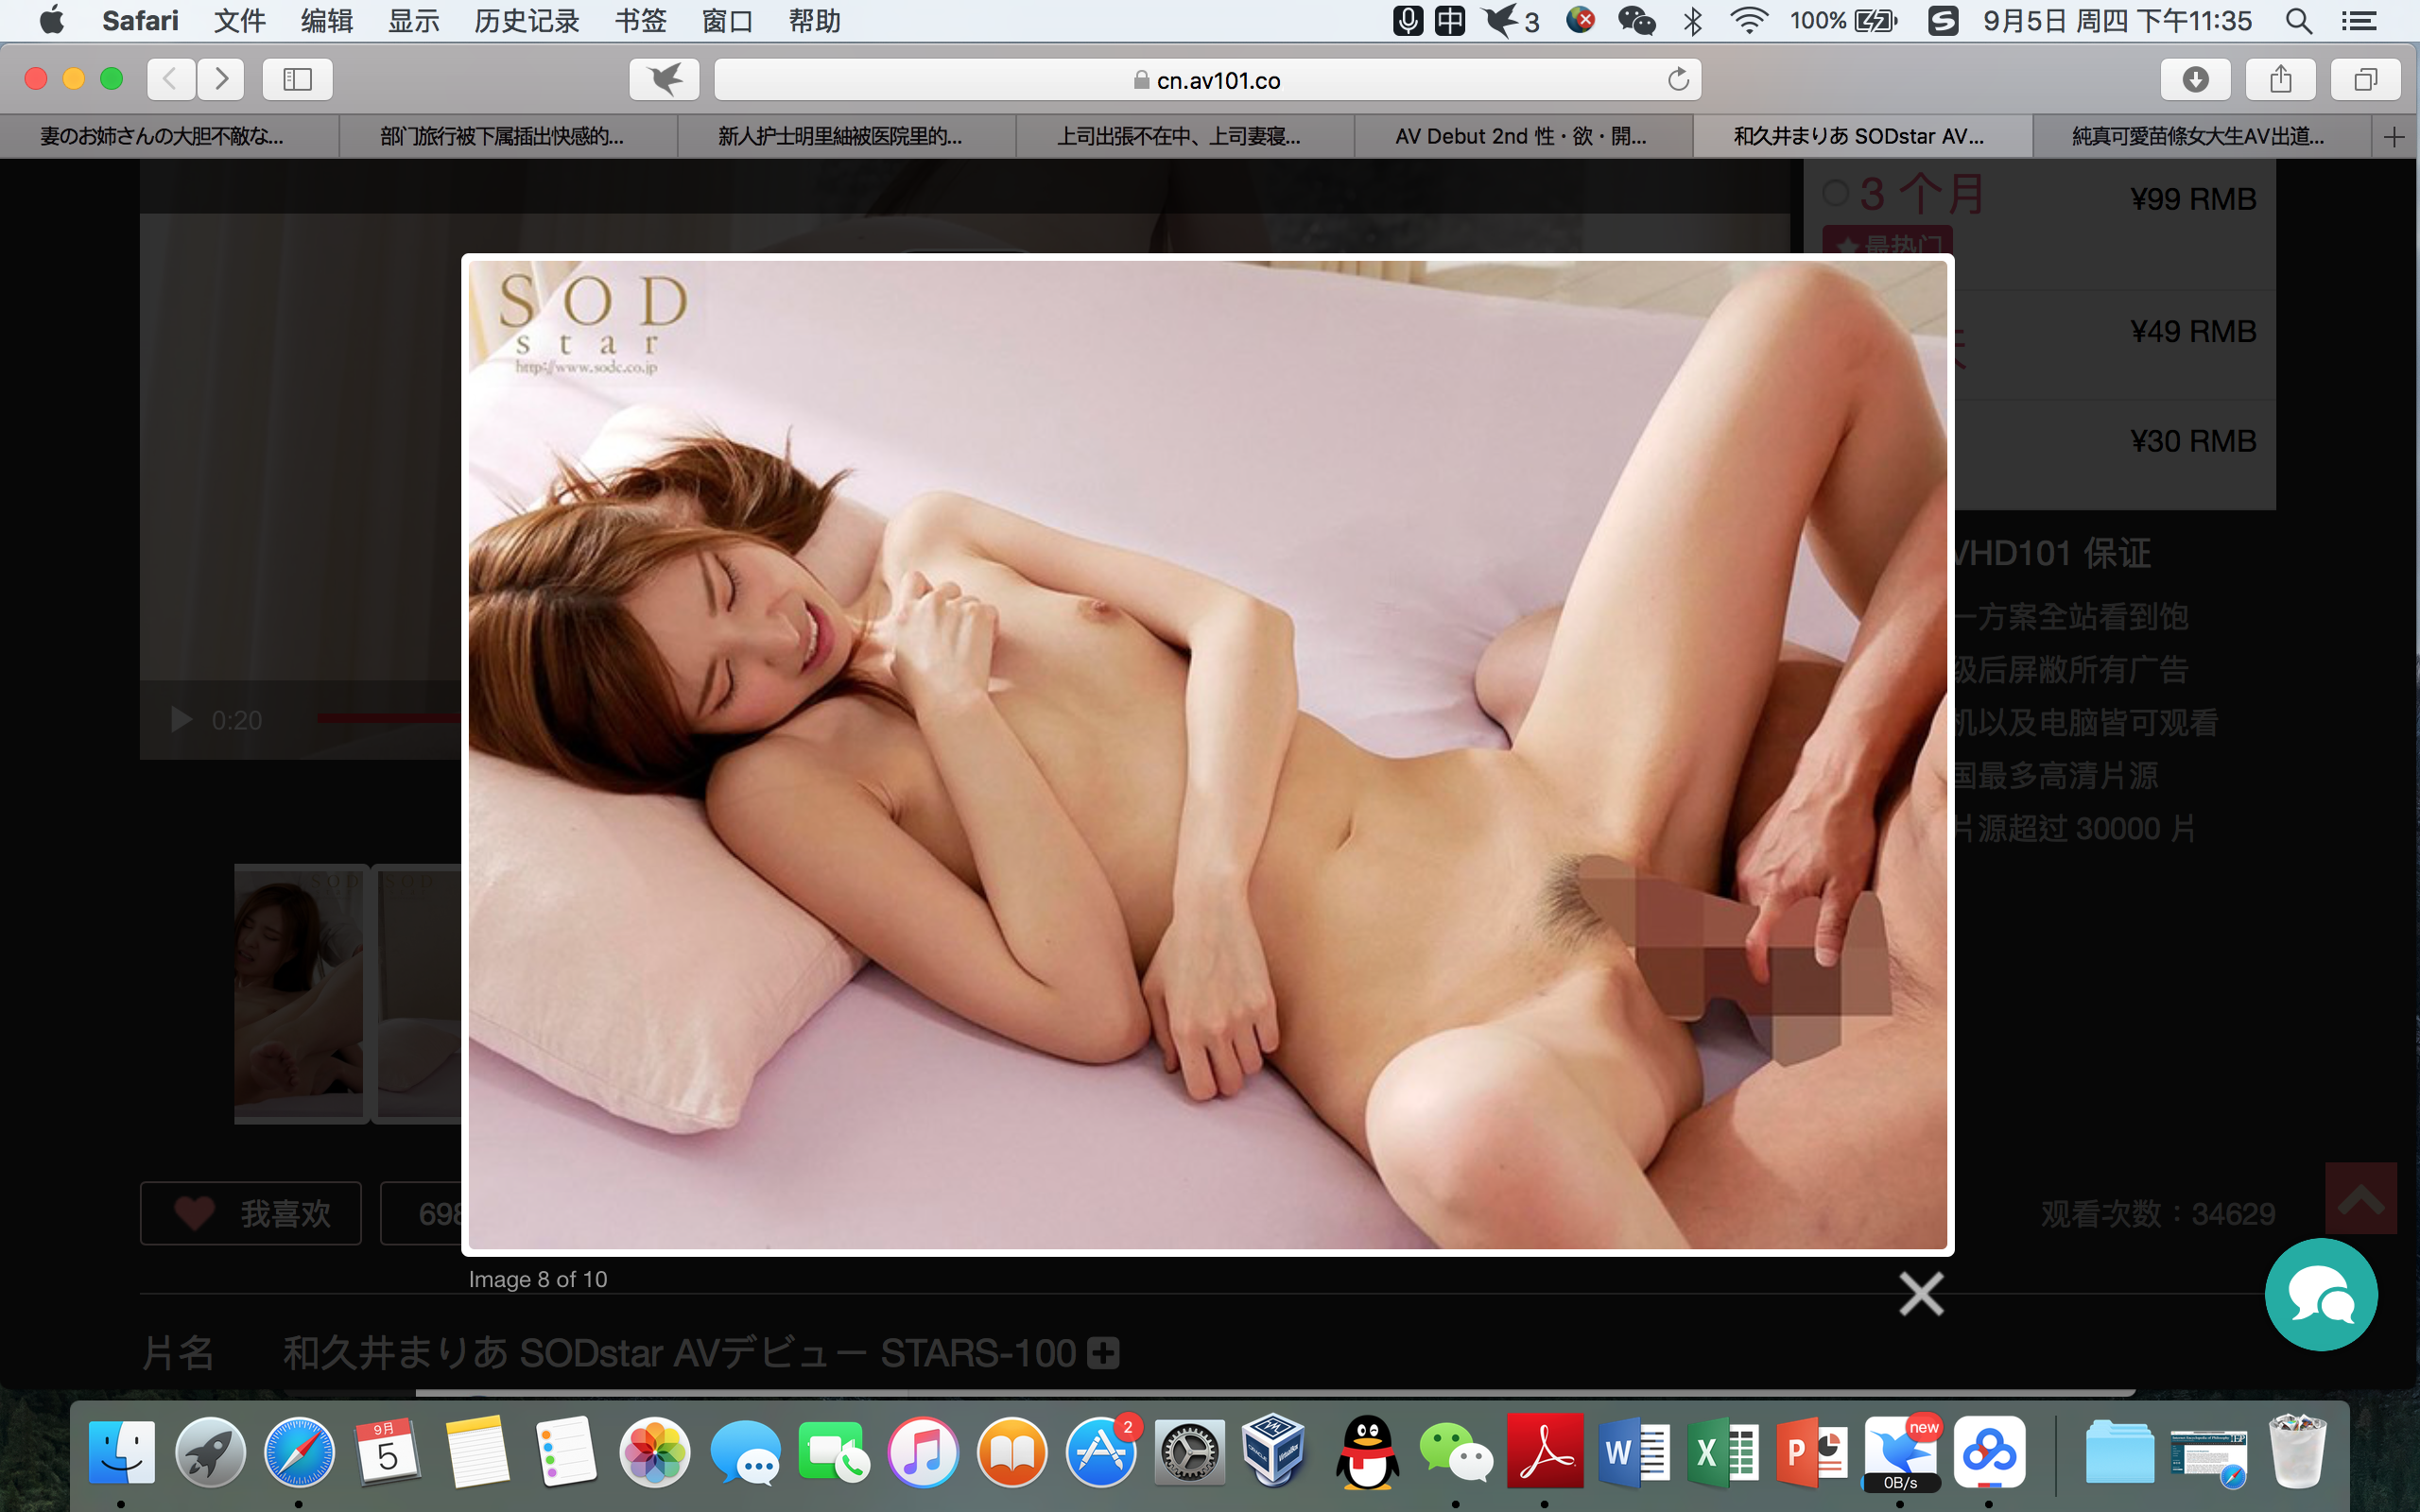 Safari 文件 编辑 显示 历史记录 书签 窗口 帮助
中 3 100% 9月5日 周四 下午11:35
cn.av101.co
妻のお姉さんの大胆不敵な...
部门旅行被下属插出快感的...
新人护士明里紬被医院里的...
上司出張不在中、上司妻寝...
AV Debut 2nd 性・欲・開...
和久井まりあ SODstar AV...
純真可愛苗條女大生AV出道...
3 个月 ¥99 RMB
最热门
¥49 RMB
¥30 RMB
SOD
star
http://www.sodc.co.jp
VHD101 保证
一方案全站看到饱
级后屏蔽所有广告
机以及电脑皆可观看
国最多高清片源
片源超过 30000 片
0:20
我喜欢
698
观看次数：34629
Image 8 of 10
片名 和久井まりあ SODstar AVデビュー STARS-100
9月
5
2
W
X
P
new
0B/s